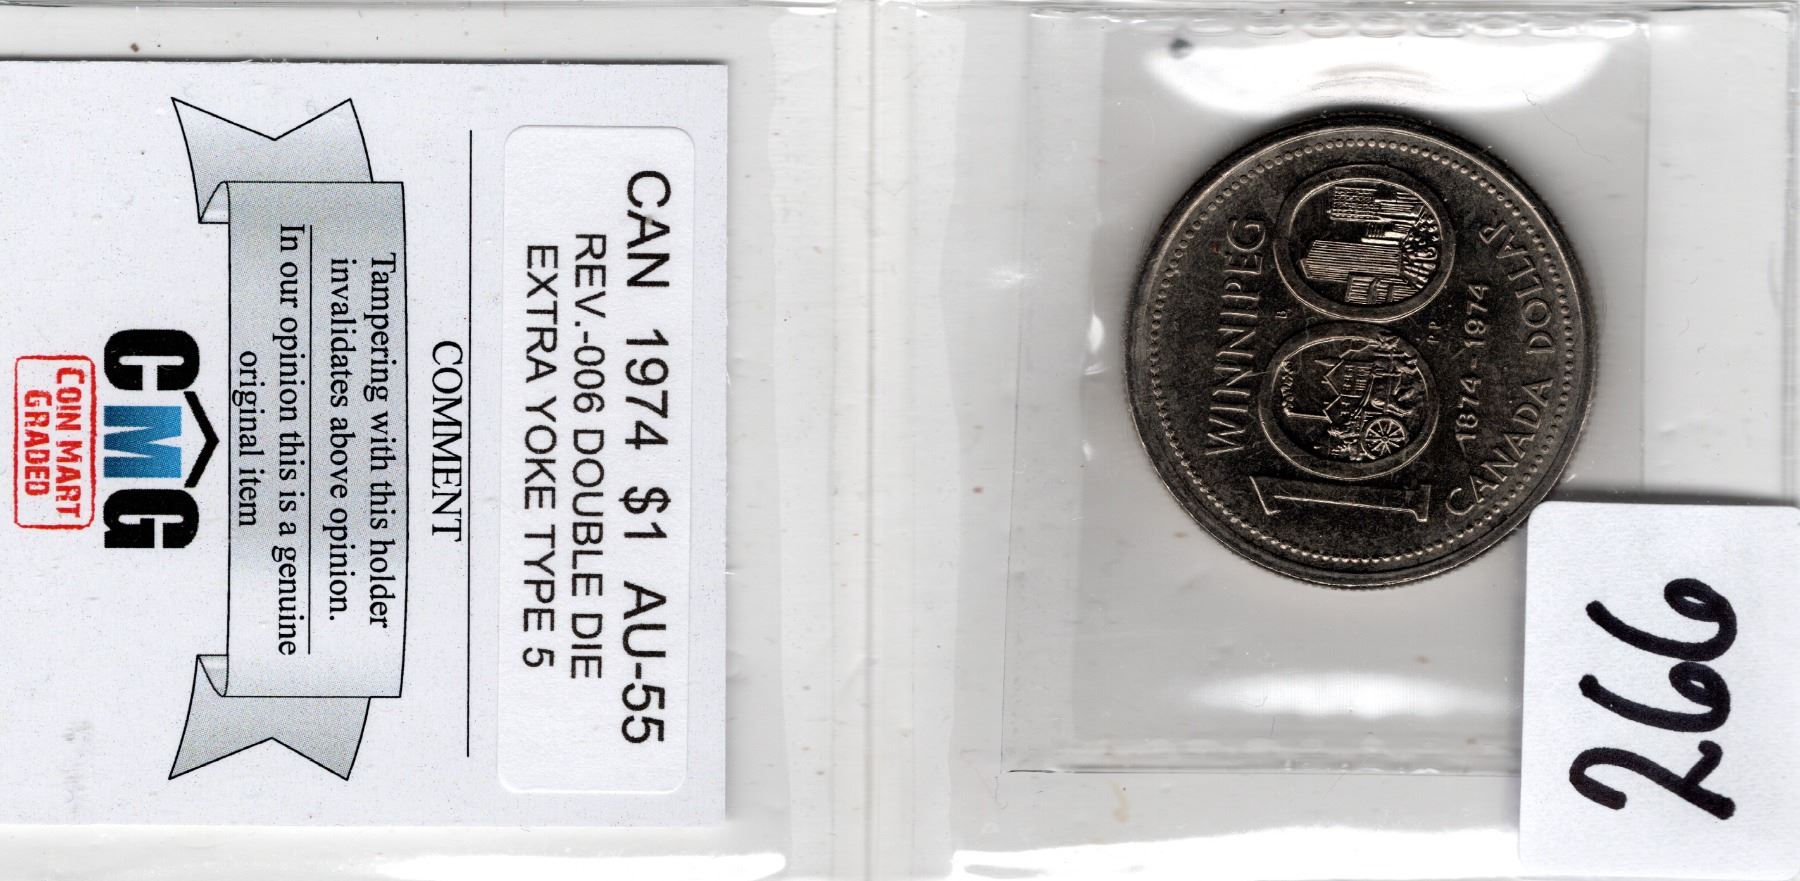 CAN 1974 $1 AU-55
REV.-006 DOUBLE DIE
EXTRA YOKE TYPE 5
COMMENT
Tampering with this holder
invalidates above opinion.
In our opinion this is a genuine
original item
CMG
COIN MART
GRADED
WINNIPEG
B
100
PP
1874-1974
CANADA DOLLAR
266